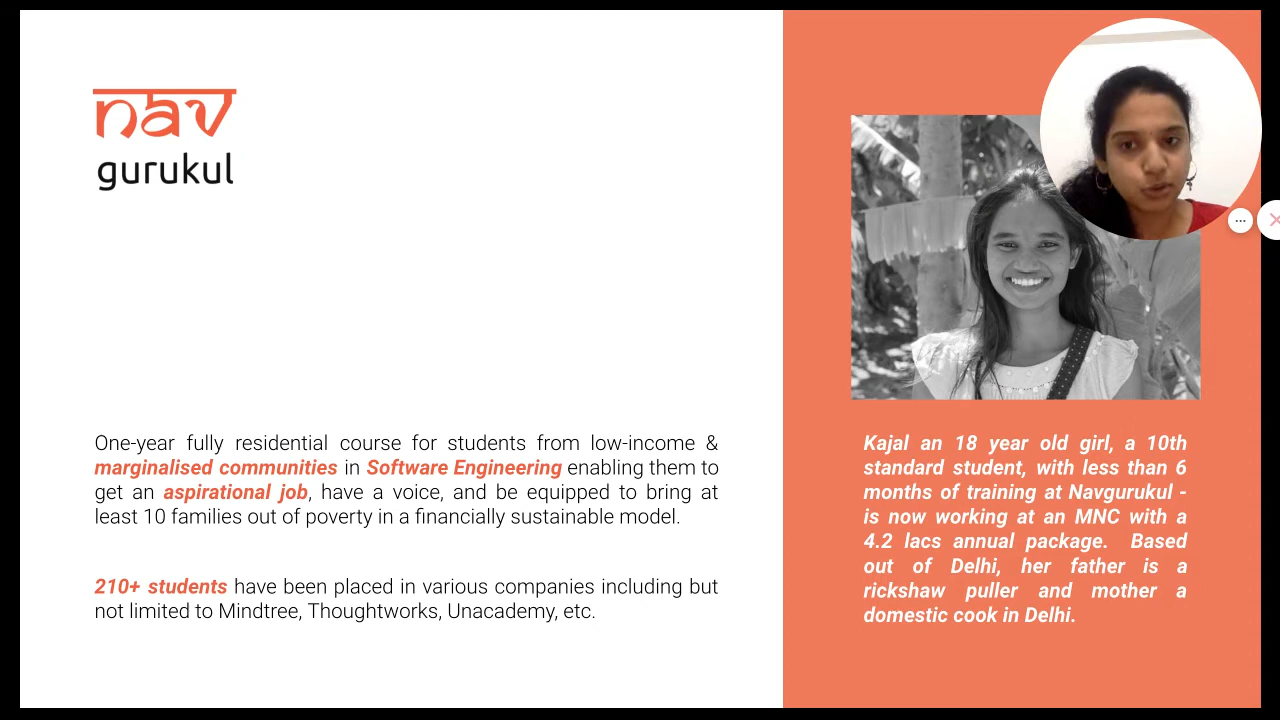 nav
gurukul
One-year fully residential course for students from low-income &
marginalised communities in Software Engineering enabling them to
get an aspirational job, have a voice, and be equipped to bring at
least 10 families out of poverty in a financially sustainable model.
210+ students have been placed in various companies including but
not limited to Mindtree, Thoughtworks, Unacademy, etc.
Kajal an 18 year old girl, a 10th
standard student, with less than 6
months of training at Navgurukul -
is now working at an MNC with a
4.2 lacs annual package. Based
out of Delhi, her father is a
rickshaw puller and mother a
domestic cook in Delhi.